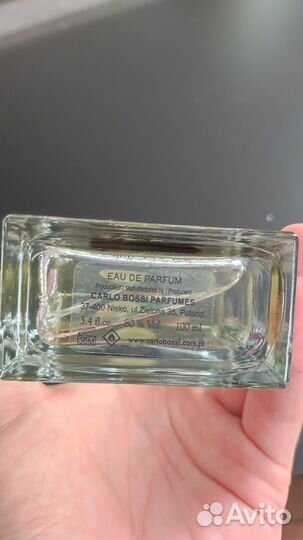 EAU DE PARFUM
Producteur / Manufactured by / Producent
CARLO BOSSI PARFUMES
37-400 Nisko, ul.Zielona 35, Poland
3.4 fl.oz. 80 % Vol. 100 ml
www.carlobossi.com.pl
Avito